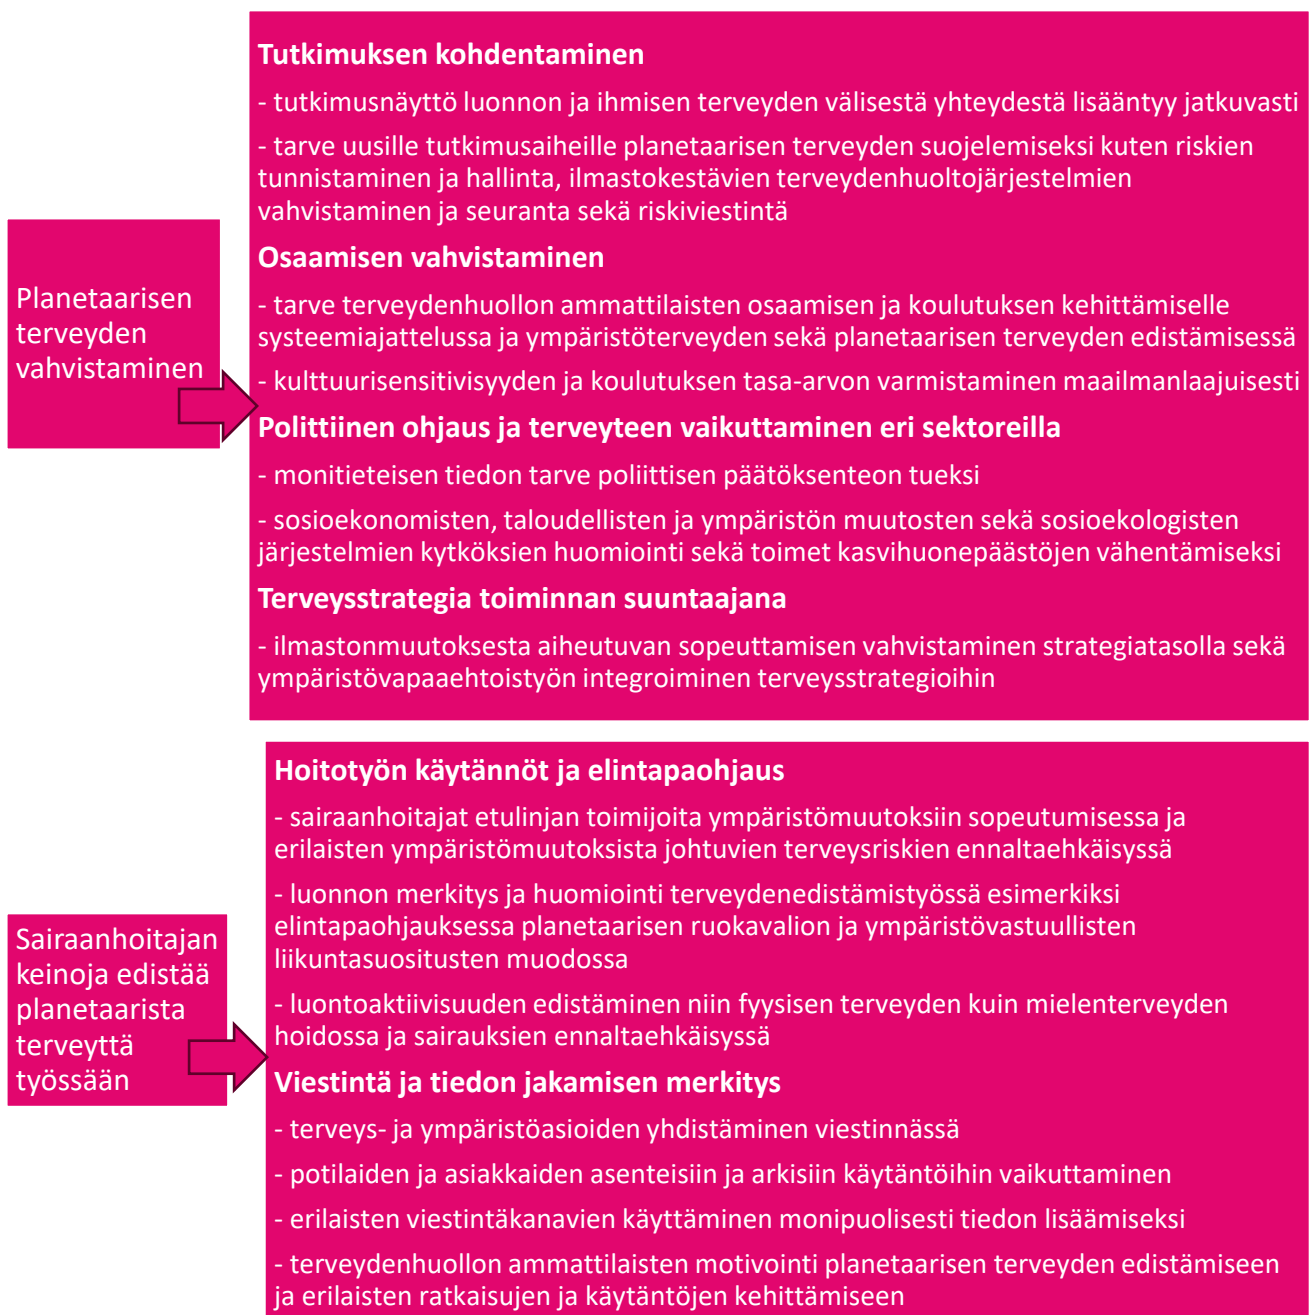 Planetaarisen
terveyden
vahvistaminen
Tutkimuksen kohdentaminen
- tutkimusnäyttö luonnon ja ihmisen terveyden välisestä yhteydestä lisääntyy jatkuvasti
- tarve uusille tutkimusaiheille planetaarisen terveyden suojelemiseksi kuten riskien
tunnistaminen ja hallinta, ilmastokestävien terveydenhuoltojärjestelmien
vahvistaminen ja seuranta sekä riskiviestintä
Osaamisen vahvistaminen
- tarve terveydenhuollon ammattilaisten osaamisen ja koulutuksen kehittämiselle
systeemiajattelussa ja ympäristöterveyden sekä planetaarisen terveyden edistämisessä
- kulttuurisensitivisyyden ja koulutuksen tasa-arvon varmistaminen maailmanlaajuisesti
Polittiinen ohjaus ja terveyteen vaikuttaminen eri sektoreilla
- monitieteisen tiedon tarve poliittisen päätöksenteon tueksi
- sosioekonomisten, taloudellisten ja ympäristön muutosten sekä sosioekologisten
järjestelmien kytköksien huomiointi sekä toimet kasvihuonepäästöjen vähentämiseksi
Terveysstrategia toiminnan suuntaajana
- ilmastonmuutoksesta aiheutuvan sopeuttamisen vahvistaminen strategiatasolla sekä
ympäristövapaaehtoistyön integroiminen terveysstrategioihin
Sairaanhoitajan
keinoja edistää
planetaarista
terveyttä
työssään
Hoitotyön käytännöt ja elintapaohjaus
- sairaanhoitajat etulinjan toimijoita ympäristömuutoksiin sopeutumisessa ja
erilaisten ympäristömuutoksista johtuvien terveysriskien ennaltaehkäisyssä
- luonnon merkitys ja huomiointi terveydenedistämistyössä esimerkiksi
elintapaohjauksessa planetaarisen ruokavalion ja ympäristövastuullisten
liikuntasuositusten muodossa
- luontoaktiivisuuden edistäminen niin fyysisen terveyden kuin mielenterveyden
hoidossa ja sairauksien ennaltaehkäisyssä
Viestintä ja tiedon jakamisen merkitys
- terveys- ja ympäristöasioiden yhdistäminen viestinnässä
- potilaiden ja asiakkaiden asenteisiin ja arkisiin käytäntöihin vaikuttaminen
- erilaisten viestintäkanavien käyttäminen monipuolisesti tiedon lisäämiseksi
- terveydenhuollon ammattilaisten motivointi planetaarisen terveyden edistämiseen
ja erilaisten ratkaisujen ja käytäntöjen kehittämiseen